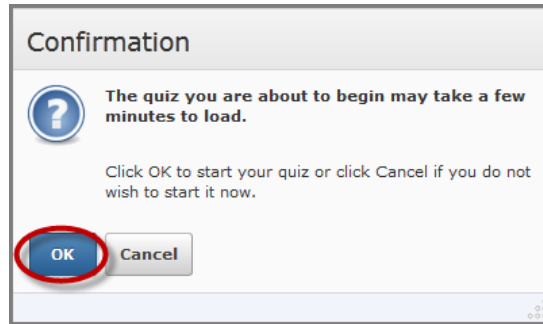 Confirmation
The quiz you are about to begin may take a few
minutes to load.
Click OK to start your quiz or click Cancel if you do not
wish to start it now.
OK
Cancel